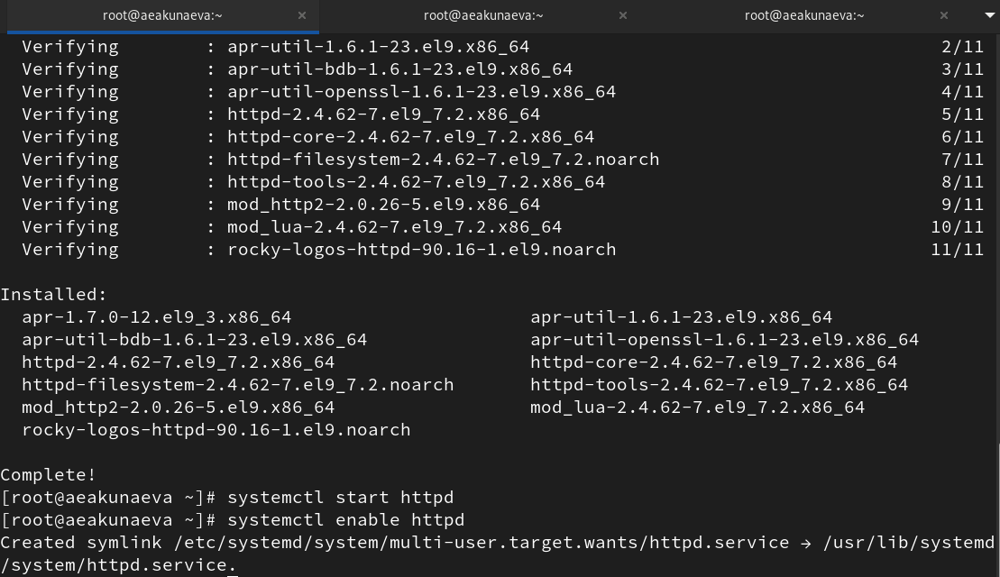 root@aeakunaeva:~ × root@aeakunaeva:~ × root@aeakunaeva:~ ×
Verifying : apr-util-1.6.1-23.el9.x86_64 2/11
Verifying : apr-util-bdb-1.6.1-23.el9.x86_64 3/11
Verifying : apr-util-openssl-1.6.1-23.el9.x86_64 4/11
Verifying : httpd-2.4.62-7.el9_7.2.x86_64 5/11
Verifying : httpd-core-2.4.62-7.el9_7.2.x86_64 6/11
Verifying : httpd-filesystem-2.4.62-7.el9_7.2.noarch 7/11
Verifying : httpd-tools-2.4.62-7.el9_7.2.x86_64 8/11
Verifying : mod_http2-2.0.26-5.el9.x86_64 9/11
Verifying : mod_lua-2.4.62-7.el9_7.2.x86_64 10/11
Verifying : rocky-logos-httpd-90.16-1.el9.noarch 11/11
Installed:
apr-1.7.0-12.el9_3.x86_64 apr-util-1.6.1-23.el9.x86_64
apr-util-bdb-1.6.1-23.el9.x86_64 apr-util-openssl-1.6.1-23.el9.x86_64
httpd-2.4.62-7.el9_7.2.x86_64 httpd-core-2.4.62-7.el9_7.2.x86_64
httpd-filesystem-2.4.62-7.el9_7.2.noarch httpd-tools-2.4.62-7.el9_7.2.x86_64
mod_http2-2.0.26-5.el9.x86_64 mod_lua-2.4.62-7.el9_7.2.x86_64
rocky-logos-httpd-90.16-1.el9.noarch
Complete!
[root@aeakunaeva ~]# systemctl start httpd
[root@aeakunaeva ~]# systemctl enable httpd
Created symlink /etc/systemd/system/multi-user.target.wants/httpd.service → /usr/lib/systemd
/system/httpd.service.